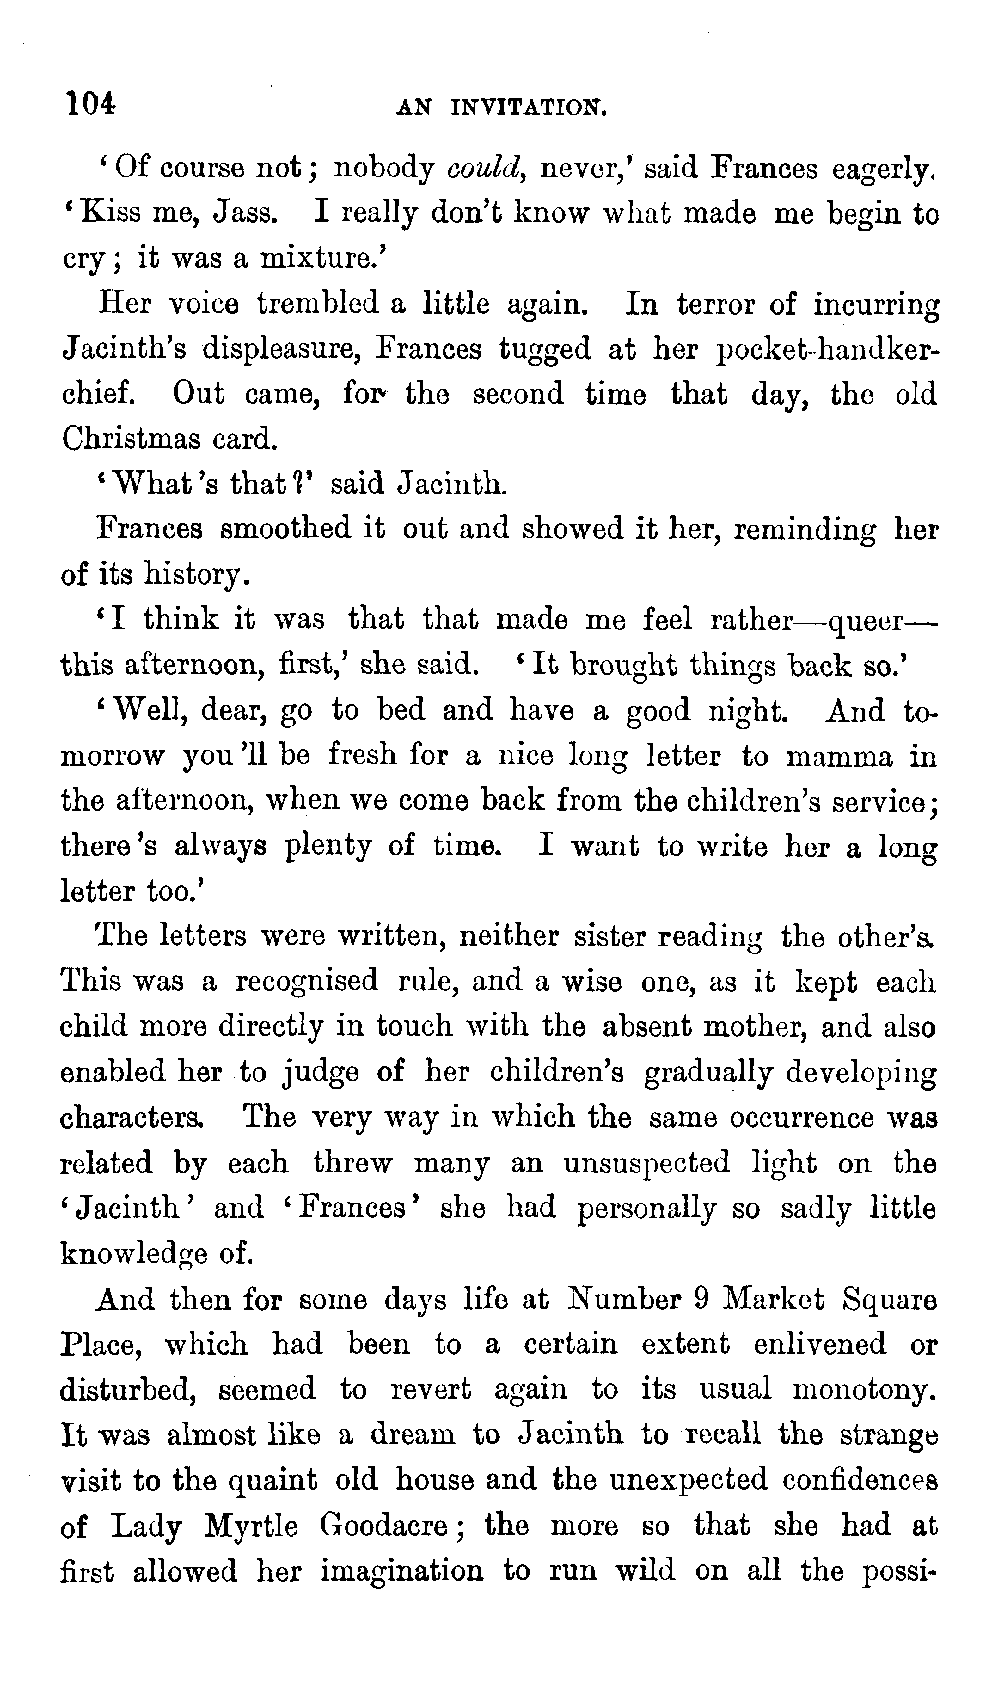 104 AN INVITATION.
‘Of course not; nobody could, never,’ said Frances eagerly.
‘Kiss me, Jass. I really don’t know what made me begin to
cry; it was a mixture.’
Her voice trembled a little again. In terror of incurring
Jacinth’s displeasure, Frances tugged at her pocket-handker-
chief. Out came, for the second time that day, the old
Christmas card.
‘What’s that?’ said Jacinth.
Frances smoothed it out and showed it her, reminding her
of its history.
‘I think it was that that made me feel rather—queer—
this afternoon, first,’ she said. ‘It brought things back so.’
‘Well, dear, go to bed and have a good night. And to-
morrow you’ll be fresh for a nice long letter to mamma in
the afternoon, when we come back from the children’s service;
there’s always plenty of time. I want to write her a long
letter too.’
The letters were written, neither sister reading the other’s.
This was a recognised rule, and a wise one, as it kept each
child more directly in touch with the absent mother, and also
enabled her to judge of her children’s gradually developing
characters. The very way in which the same occurrence was
related by each threw many an unsuspected light on the
‘Jacinth’ and ‘Frances’ she had personally so sadly little
knowledge of.
And then for some days life at Number 9 Market Square
Place, which had been to a certain extent enlivened or
disturbed, seemed to revert again to its usual monotony.
It was almost like a dream to Jacinth to recall the strange
visit to the quaint old house and the unexpected confidences
of Lady Myrtle Goodacre; the more so that she had at
first allowed her imagination to run wild on all the possi-